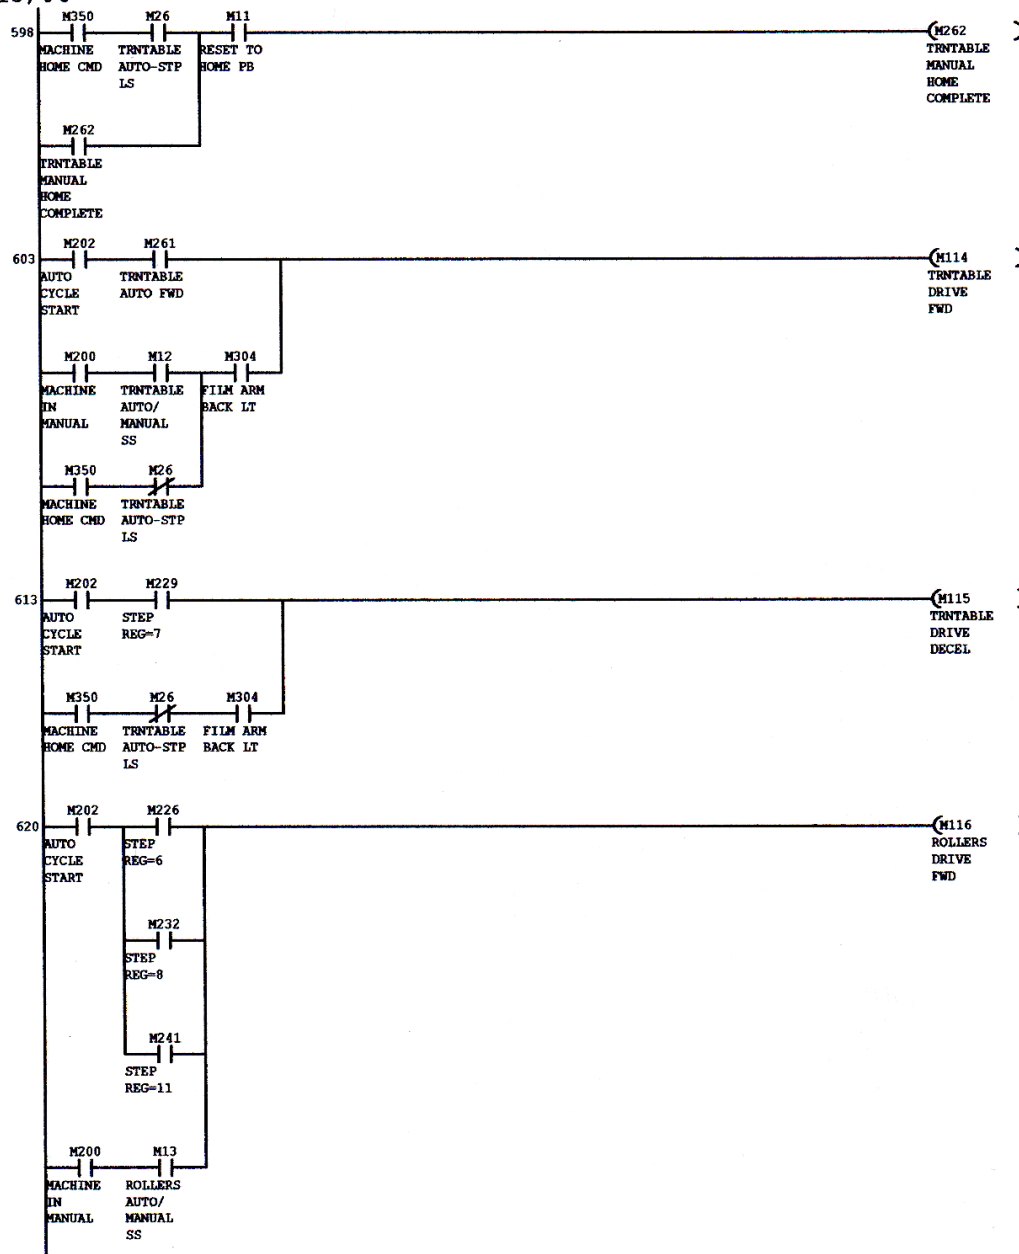 M350 M26 M11
598 M262
MACHINE TRNTABLE RESET TO TRNTABLE
HOME CMD AUTO-STP HOME PB MANUAL
LS HOME
COMPLETE
M262
TRNTABLE
MANUAL
HOME
COMPLETE
M202 M261
603 M114
AUTO TRNTABLE TRNTABLE
CYCLE AUTO FWD DRIVE
START FWD
M200 M12 M304
MACHINE TRNTABLE FILM ARM
IN AUTO/ BACK LT
MANUAL MANUAL
SS
M350 M26
MACHINE TRNTABLE
HOME CMD AUTO-STP
LS
M202 M229
613 M115
AUTO STEP TRNTABLE
CYCLE REG=7 DRIVE
START DECEL
M350 M26 M304
MACHINE TRNTABLE FILM ARM
HOME CMD AUTO-STP BACK LT
LS
M202 M226
620 M116
AUTO STEP ROLLERS
CYCLE REG=6 DRIVE
START FWD
M232
STEP
REG=8
M241
STEP
REG=11
M200 M13
MACHINE ROLLERS
IN AUTO/
MANUAL MANUAL
SS